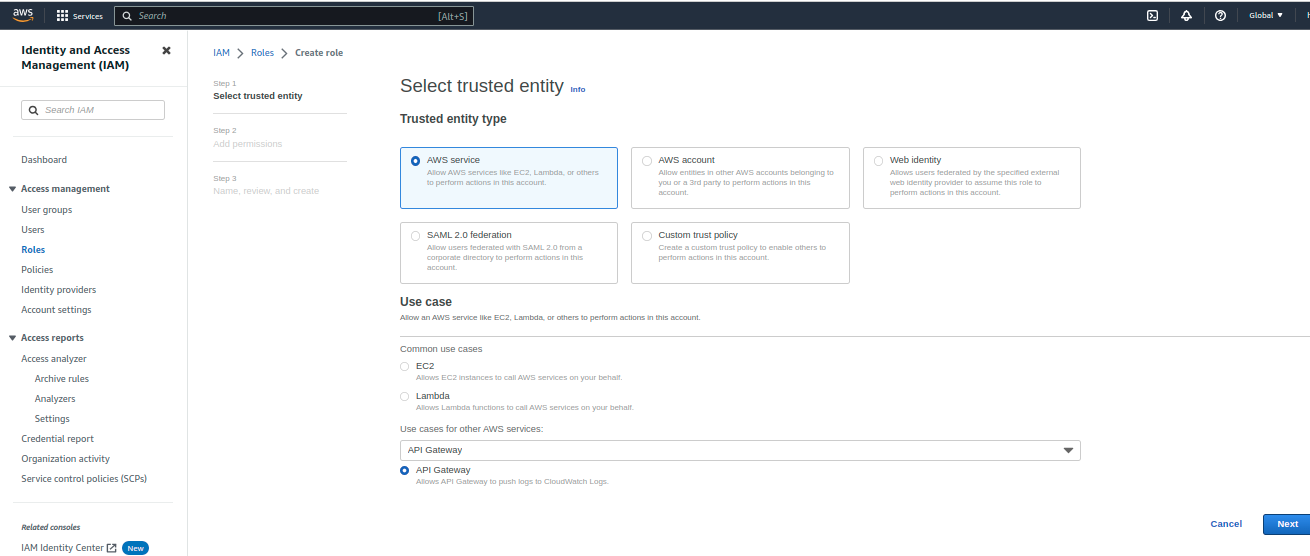 aws
Services
Search
[Alt+S]
Global
Identity and Access
Management (IAM)
Search IAM
Dashboard
Access management
User groups
Users
Roles
Policies
Identity providers
Account settings
Access reports
Access analyzer
Archive rules
Analyzers
Settings
Credential report
Organization activity
Service control policies (SCPs)
Related consoles
IAM Identity Center
New
IAM
Roles
Create role
Step 1
Select trusted entity
Step 2
Add permissions
Step 3
Name, review, and create
Select trusted entity Info
Trusted entity type
AWS service
Allow AWS services like EC2, Lambda, or others
to perform actions in this account.
AWS account
Allow entities in other AWS accounts belonging to
you or a 3rd party to perform actions in this
account.
Web identity
Allows users federated by the specified external
web identity provider to assume this role to
perform actions in this account.
SAML 2.0 federation
Allow users federated with SAML 2.0 from a
corporate directory to perform actions in this
account.
Custom trust policy
Create a custom trust policy to enable others to
perform actions in this account.
Use case
Allow an AWS service like EC2, Lambda, or others to perform actions in this account.
Common use cases
EC2
Allows EC2 instances to call AWS services on your behalf.
Lambda
Allows Lambda functions to call AWS services on your behalf.
Use cases for other AWS services:
API Gateway
API Gateway
Allows API Gateway to push logs to CloudWatch Logs.
Cancel
Next